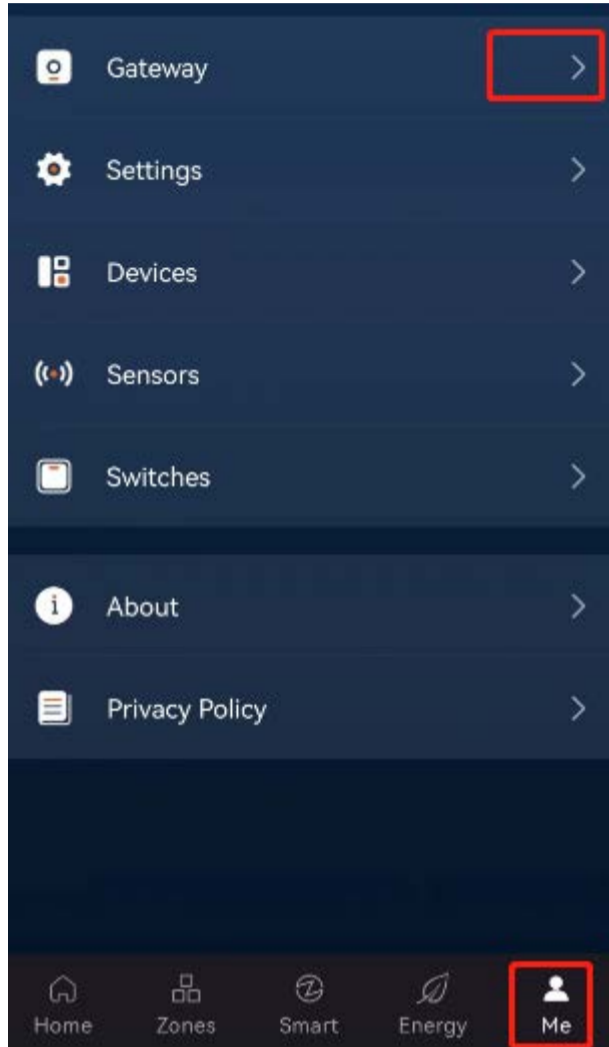 Gateway
Settings
Devices
Sensors
Switches
About
Privacy Policy
Home Zones Smart Energy Me